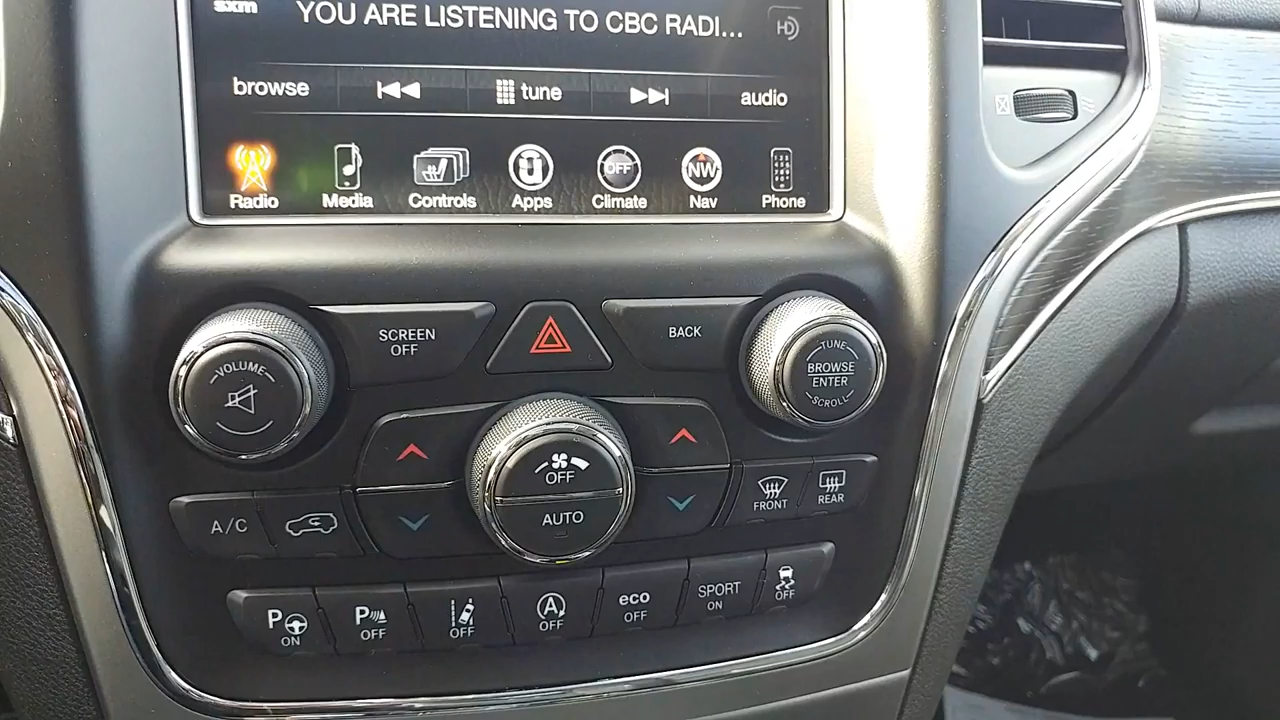 sxm
YOU ARE LISTENING TO CBC RADI...
HD
browse
tune
audio
OFF
NW
Radio
Media
Controls
Apps
Climate
Nav
Phone
SCREEN
OFF
BACK
VOLUME
TUNE
BROWSE
ENTER
SCROLL
OFF
AUTO
A/C
FRONT
REAR
P
ON
P
OFF
OFF
A
OFF
eco
OFF
SPORT
ON
OFF